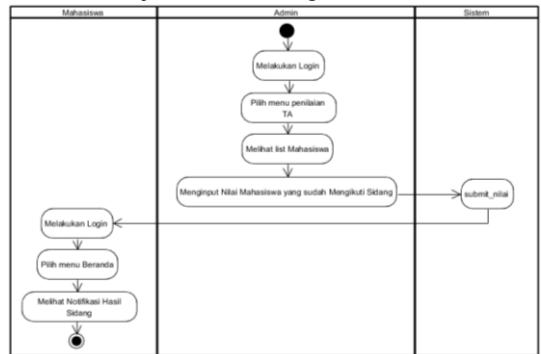 Mahasiswa
Admin
Sistem
Melakukan Login
Pilih menu penilaian
TA
Melihat list Mahasiswa
Menginput Nilai Mahasiswa yang sudah Mengikuti Sidang
submit_nilai
Melakukan Login
Pilih menu Beranda
Melihat Notifikasi Hasil
Sidang